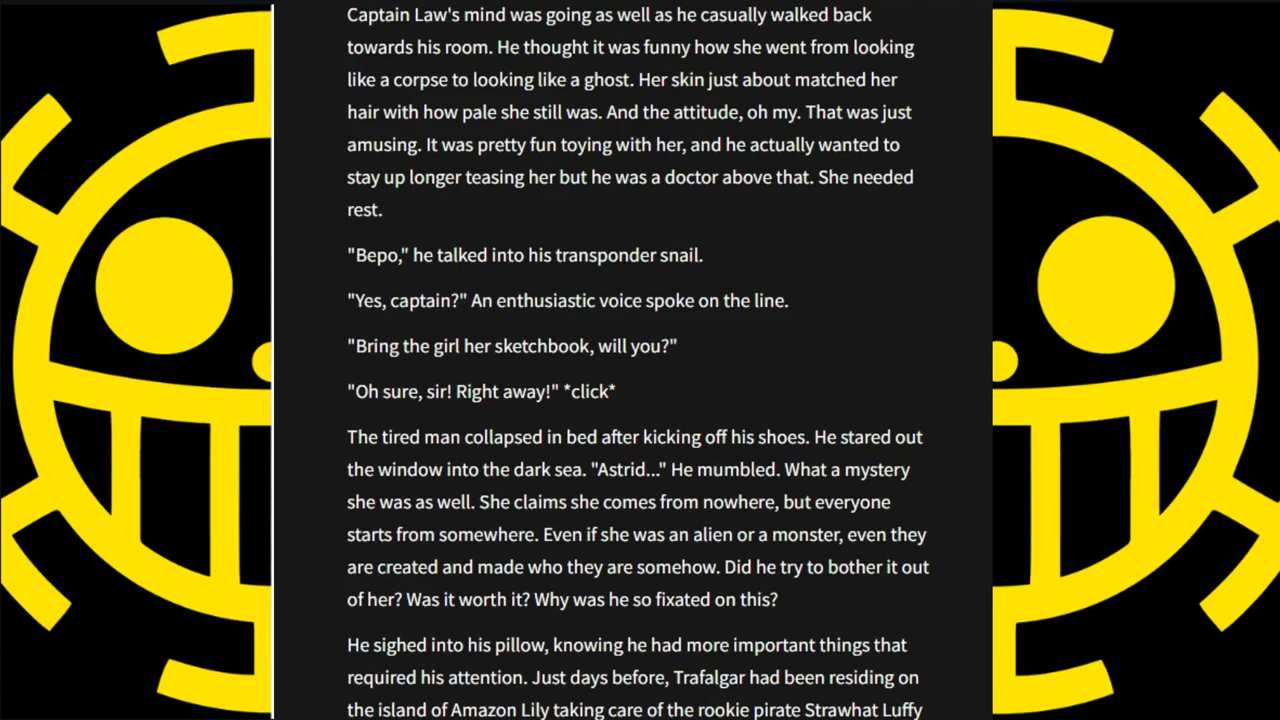 Captain Law's mind was going as well as he casually walked back
towards his room. He thought it was funny how she went from looking
like a corpse to looking like a ghost. Her skin just about matched her
hair with how pale she still was. And the attitude, oh my. That was just
amusing. It was pretty fun toying with her, and he actually wanted to
stay up longer teasing her but he was a doctor above that. She needed
rest.
"Bepo," he talked into his transponder snail.
"Yes, captain?" An enthusiastic voice spoke on the line.
"Bring the girl her sketchbook, will you?"
"Oh sure, sir! Right away!" *click*
The tired man collapsed in bed after kicking off his shoes. He stared out
the window into the dark sea. "Astrid..." He mumbled. What a mystery
she was as well. She claims she comes from nowhere, but everyone
starts from somewhere. Even if she was an alien or a monster, even they
are created and made who they are somehow. Did he try to bother it out
of her? Was it worth it? Why was he so fixated on this?
He sighed into his pillow, knowing he had more important things that
required his attention. Just days before, Trafalgar had been residing on
the island of Amazon Lily taking care of the rookie pirate Strawhat Luffy